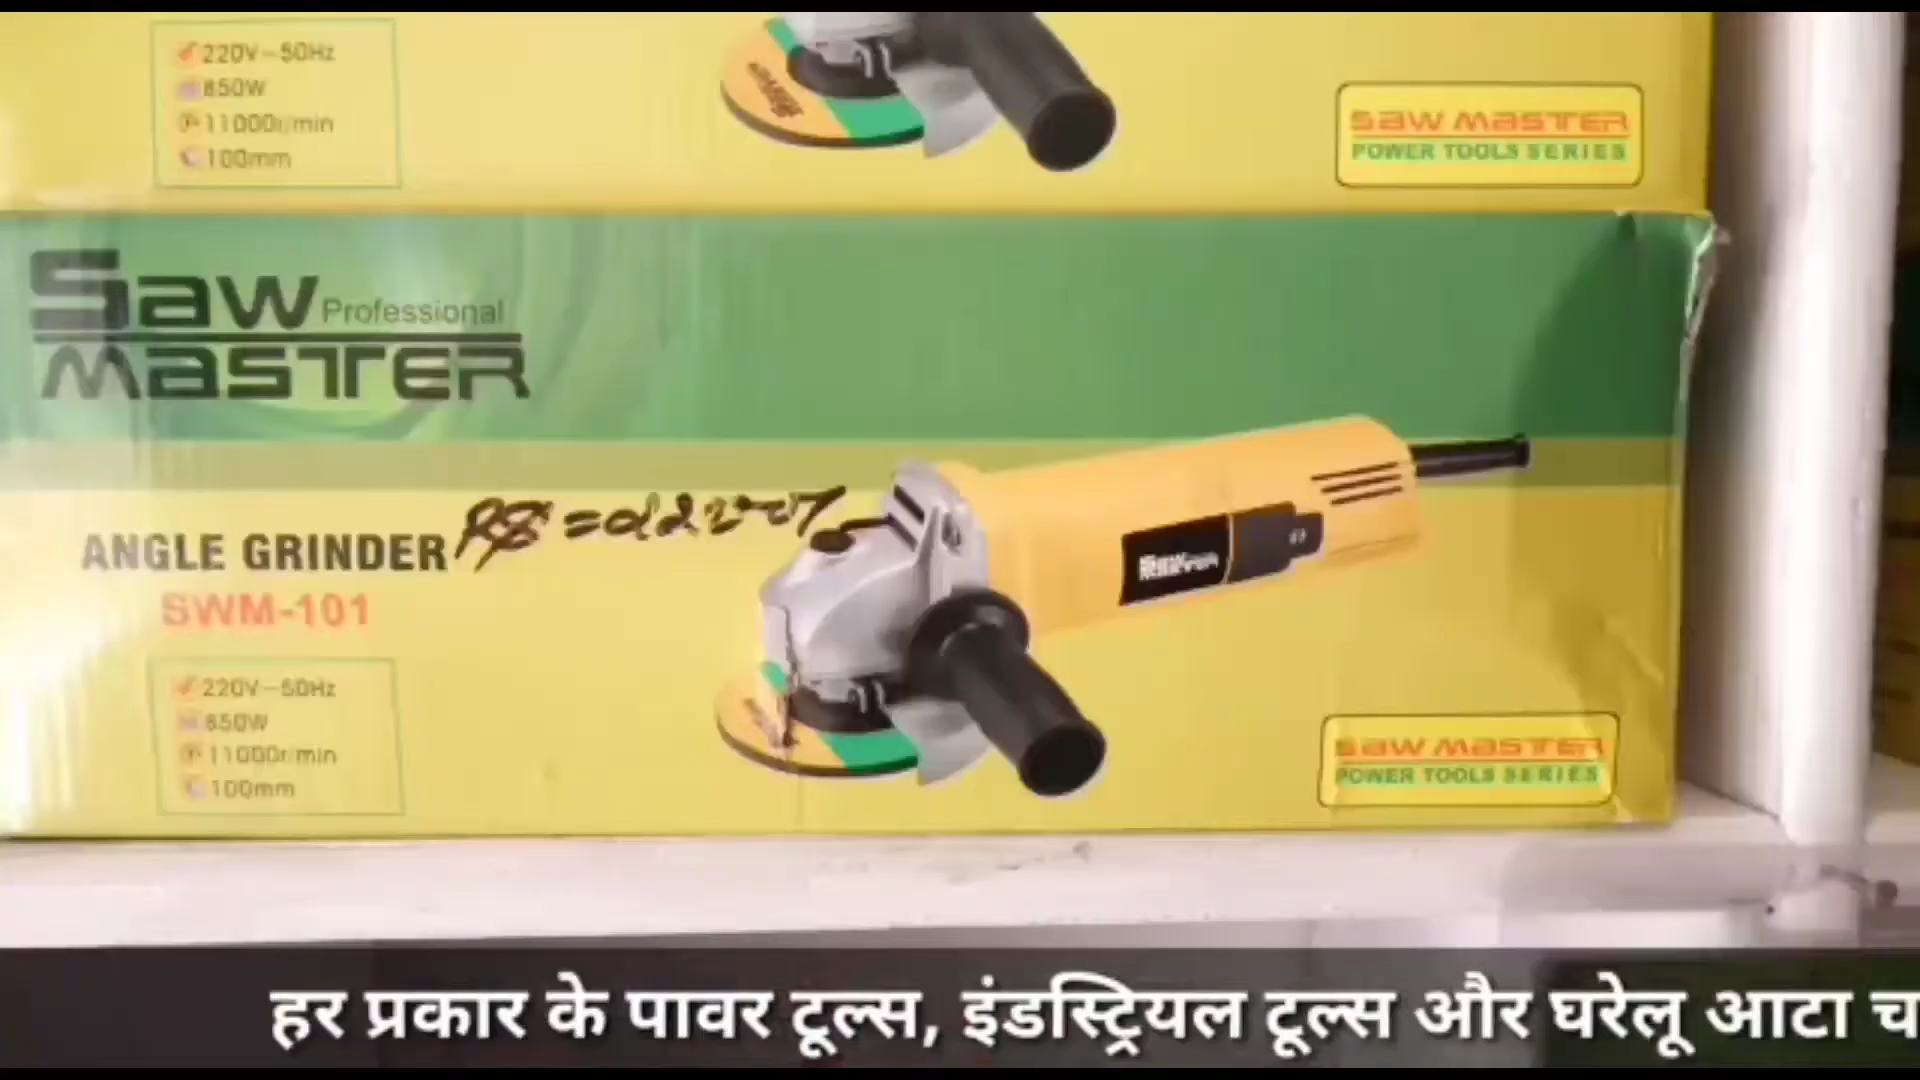 220V~50Hz
850W
11000r/min
100mm
SAW MASTER
POWER TOOLS SERIES
SAW Professional
MASTER
ANGLE GRINDER
SWM-101
220V~50Hz
850W
11000r/min
100mm
SAW MASTER
POWER TOOLS SERIES
हर प्रकार के पावर टूल्स, इंडस्ट्रियल टूल्स और घरेलू आटा च